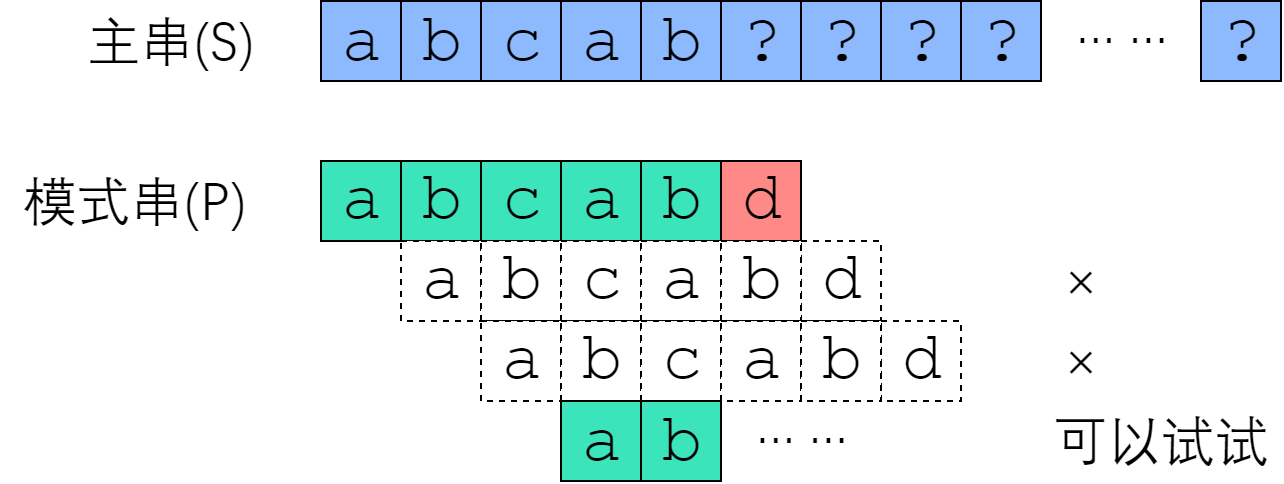 主串(S) a b c a b ? ? ? ? ⋯ ⋯ ?
模式串(P) a b c a b d
a b c a b d ×
a b c a b d ×
a b ⋯ ⋯ 可以试试